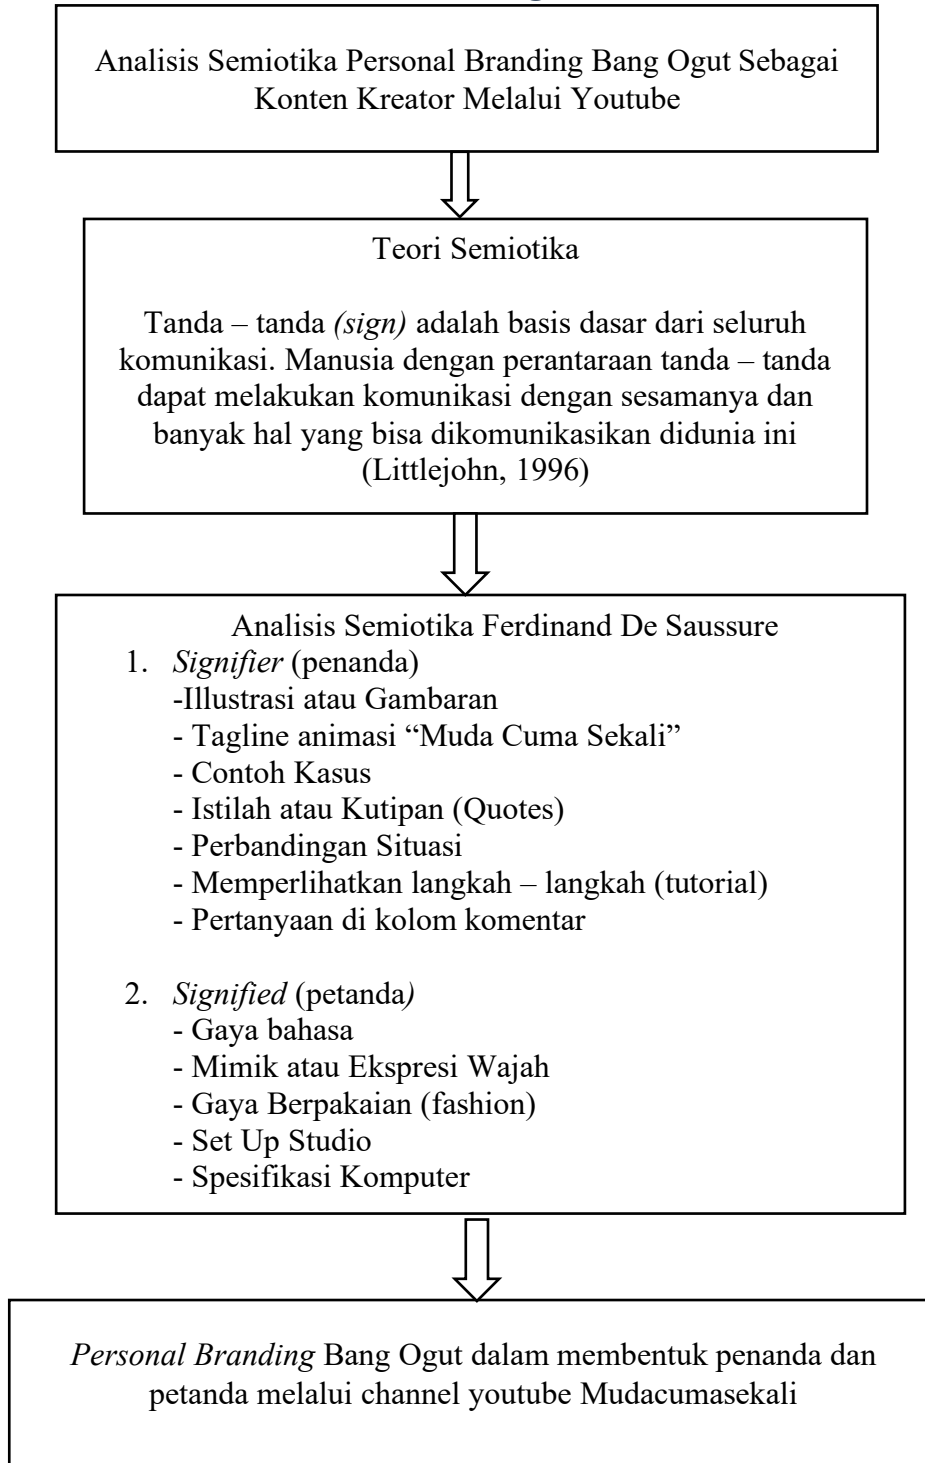 Analisis Semiotika Personal Branding Bang Ogut Sebagai
Konten Kreator Melalui Youtube
Teori Semiotika
Tanda – tanda (sign) adalah basis dasar dari seluruh
komunikasi. Manusia dengan perantaraan tanda – tanda
dapat melakukan komunikasi dengan sesamanya dan
banyak hal yang bisa dikomunikasikan didunia ini
(Littlejohn, 1996)
Analisis Semiotika Ferdinand De Saussure
1. Signifier (penanda)
-Illustrasi atau Gambaran
- Tagline animasi “Muda Cuma Sekali”
- Contoh Kasus
- Istilah atau Kutipan (Quotes)
- Perbandingan Situasi
- Memperlihatkan langkah – langkah (tutorial)
- Pertanyaan di kolom komentar
2. Signified (petanda)
- Gaya bahasa
- Mimik atau Ekspresi Wajah
- Gaya Berpakaian (fashion)
- Set Up Studio
- Spesifikasi Komputer
Personal Branding Bang Ogut dalam membentuk penanda dan
petanda melalui channel youtube Mudacumasekali